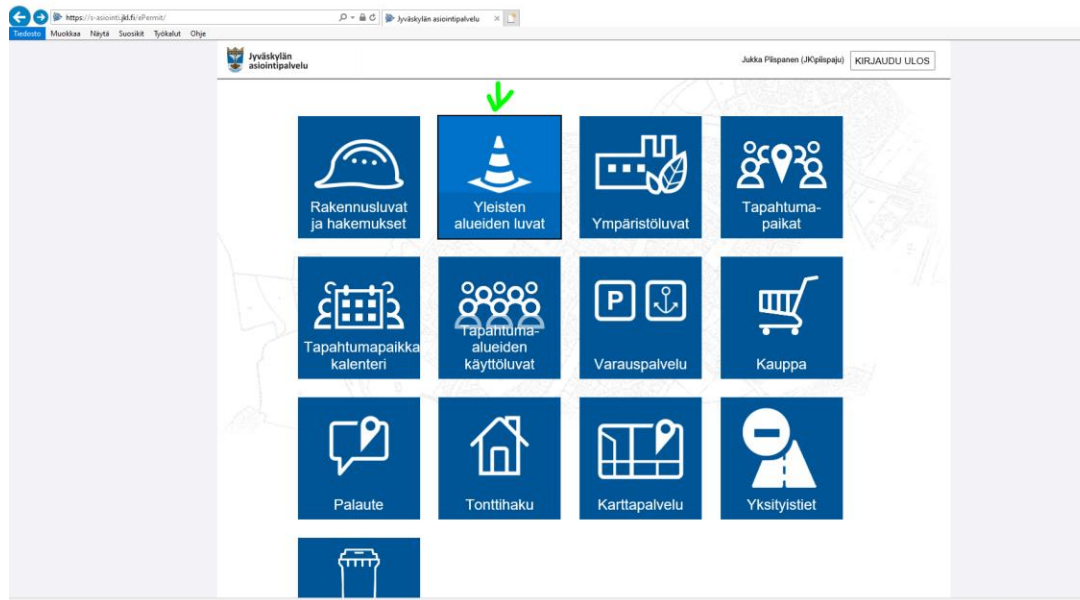 https://s-asiointi.jkl.fi/ePermit/
Jyväskylän asiointipalvelu
Tiedosto Muokkaa Näytä Suosikit Työkalut Ohje
Jyväskylän
asiointipalvelu
Jukka Piispanen (JK\piispaju)
KIRJAUDU ULOS
Rakennusluvat
ja hakemukset
Yleisten
alueiden luvat
Ympäristöluvat
Tapahtuma-
paikat
Tapahtumapaikka
kalenteri
Tapahtuma-
alueiden
käyttöluvat
P
Varauspalvelu
Kauppa
Palaute
Tonttihaku
Karttapalvelu
Yksityistiet